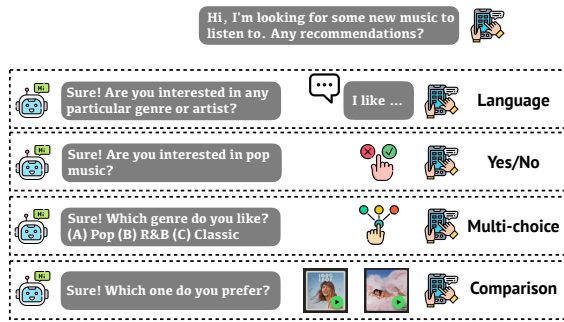 Hi, I'm looking for some new music to
listen to. Any recommendations?
Hi
Sure! Are you interested in any
particular genre or artist?
I like ...
Language
Hi
Sure! Are you interested in pop
music?
Yes/No
Hi
Sure! Which genre do you like?
(A) Pop (B) R&B (C) Classic
Multi-choice
Hi
Sure! Which one do you prefer?
Comparison